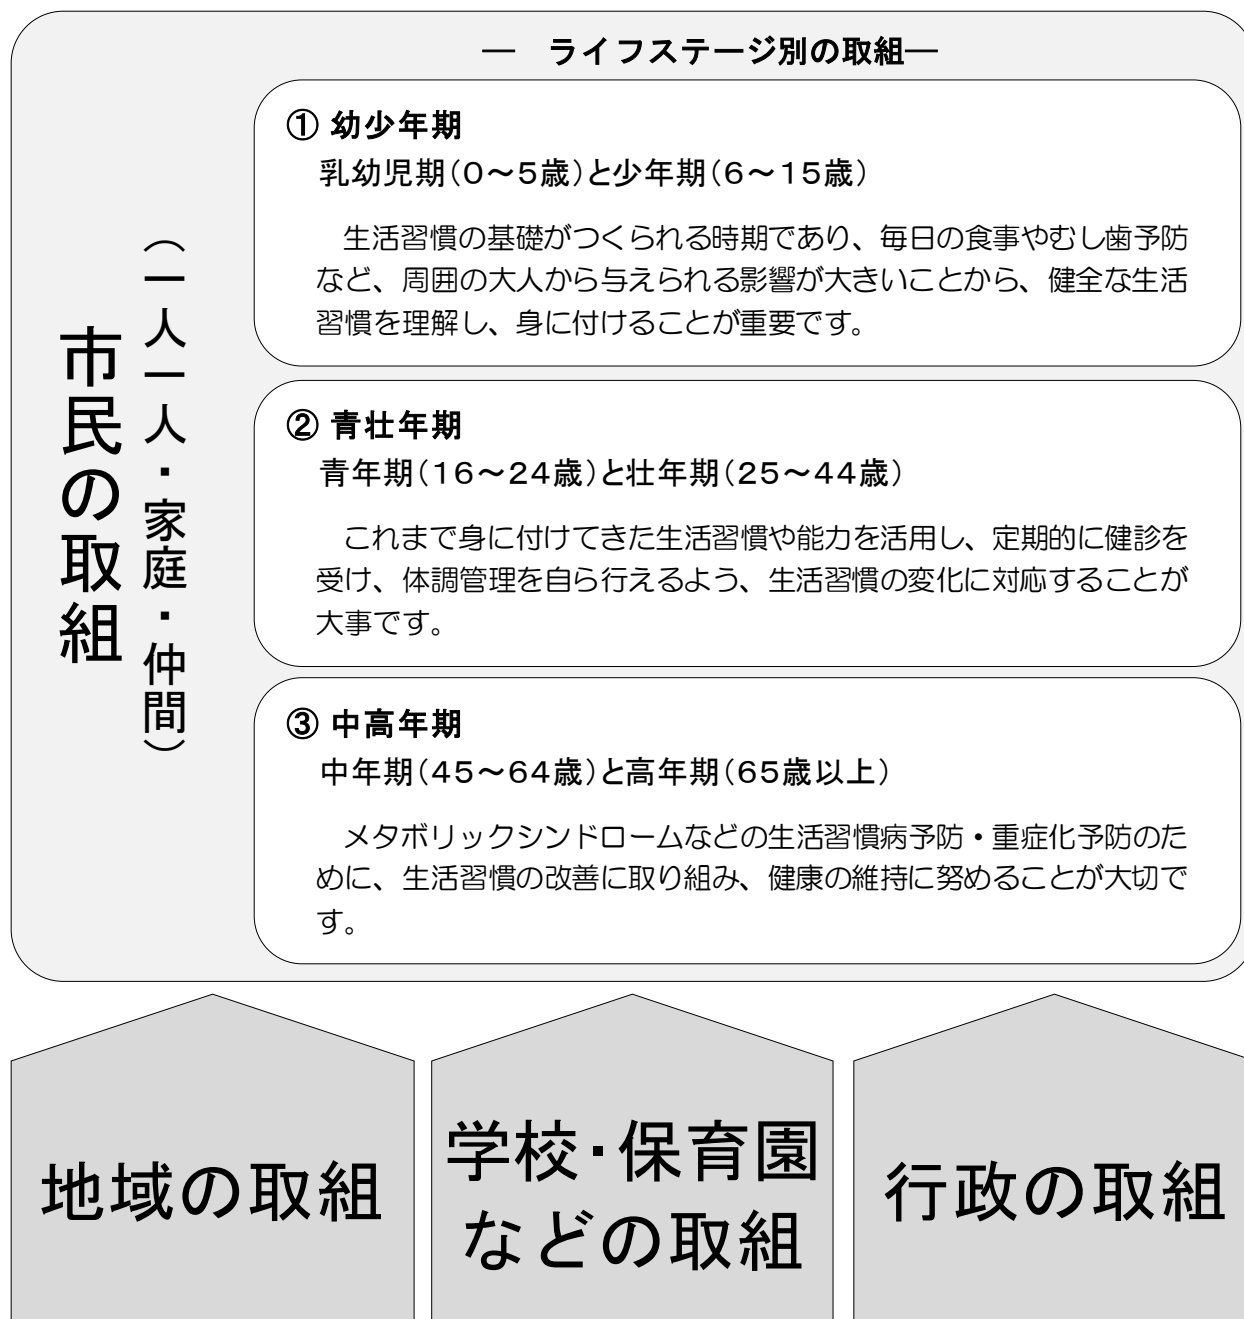 ― ライフステージ別の取組―
市民の取組
（一人一人・家庭・仲間）
① 幼少年期
乳幼児期（０～５歳）と少年期（６～１５歳）
生活習慣の基礎がつくられる時期であり、毎日の食事やむし歯予防
など、周囲の大人から与えられる影響が大きいことから、健全な生活
習慣を理解し、身に付けることが重要です。
② 青壮年期
青年期（１６～２４歳）と壮年期（２５～４４歳）
これまで身に付けてきた生活習慣や能力を活用し、定期的に健診を
受け、体調管理を自ら行えるよう、生活習慣の変化に対応することが
大事です。
③ 中高年期
中年期（４５～６４歳）と高年期（６５歳以上）
メタボリックシンドロームなどの生活習慣病予防・重症化予防のた
めに、生活習慣の改善に取り組み、健康の維持に努めることが大切で
す。
地域の取組
学校・保育園
などの取組
行政の取組